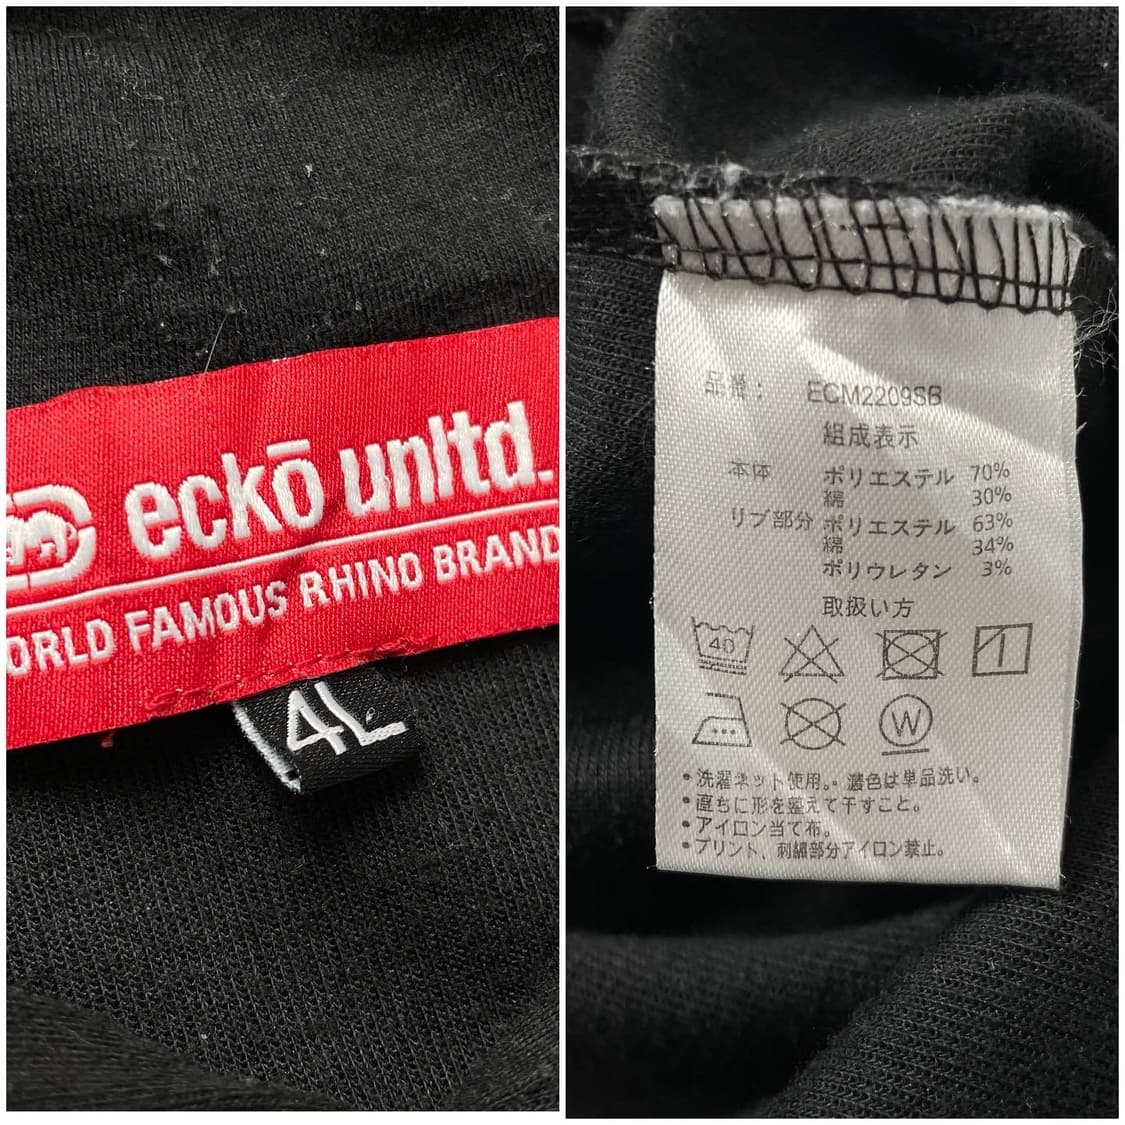 eckō unltd.
ORLD FAMOUS RHINO BRAND
4L
品番： ECM2209SB
組成表示
本体 ポリエステル 70%
綿 30%
リブ部分 ポリエステル 63%
綿 34%
ポリウレタン 3%
取扱い方
40
W
・洗濯ネット使用。・濃色は単品洗い。
・直ちに形を整えて干すこと。
・アイロン当て布。
・プリント、刺繍部分アイロン禁止。